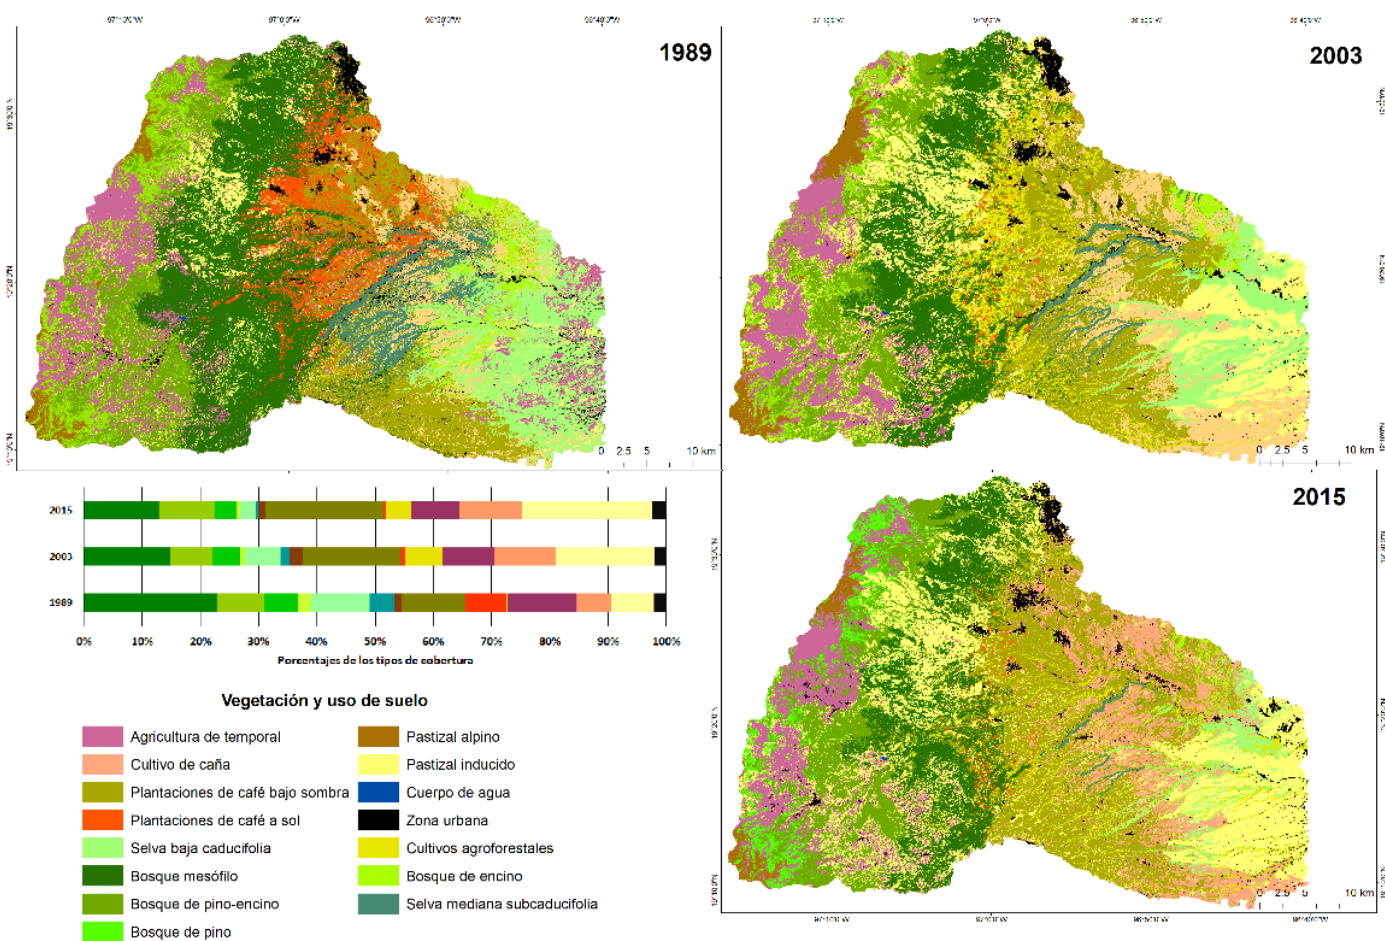 1989
0 2.5 5 10 km
2003
0 2.5 5 10 km
2015
0 2.5 5 10 km
2015
2003
1989
0% 10% 20% 30% 40% 50% 60% 70% 80% 90% 100%
Porcentajes de los tipos de cobertura
Vegetación y uso de suelo
Agricultura de temporal
Cultivo de caña
Plantaciones de café bajo sombra
Plantaciones de café a sol
Selva baja caducifolia
Bosque mesófilo
Bosque de pino-encino
Bosque de pino
Pastizal alpino
Pastizal inducido
Cuerpo de agua
Zona urbana
Cultivos agroforestales
Bosque de encino
Selva mediana subcaducifolia